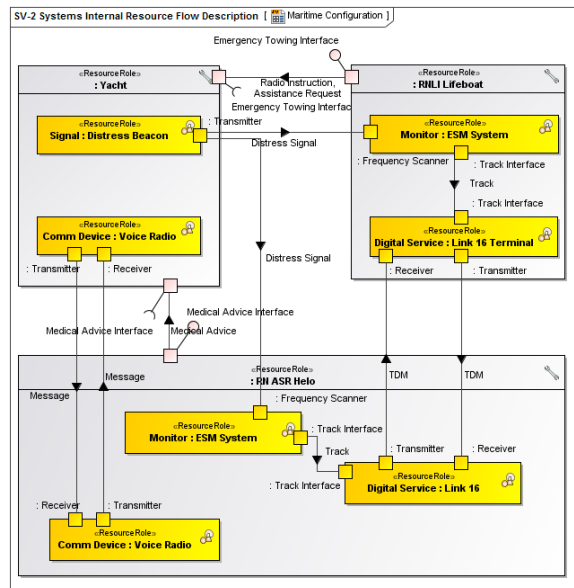 SV-2 Systems Internal Resource Flow Description [ Maritime Configuration ]
Emergency Towing Interface
«ResourceRole»
: Yacht
Radio Instruction,
Assistance Request
«ResourceRole»
: RNLI Lifeboat
Emergency Towing Interface
: Transmitter
«ResourceRole»
Signal : Distress Beacon
Distress Signal
«ResourceRole»
Monitor : ESM System
: Frequency Scanner
: Track Interface
Track
: Track Interface
«ResourceRole»
Comm Device : Voice Radio
: Transmitter
: Receiver
Distress Signal
«ResourceRole»
Digital Service : Link 16 Terminal
: Receiver
: Transmitter
Medical Advice Interface
Medical Advice Interface
Medical Advice
«ResourceRole»
: RN ASR Helo
Message
Message
TDM
TDM
: Frequency Scanner
«ResourceRole»
Monitor : ESM System
: Track Interface
Track
: Track Interface
: Transmitter
: Receiver
«ResourceRole»
Digital Service : Link 16
: Receiver
: Transmitter
«ResourceRole»
Comm Device : Voice Radio